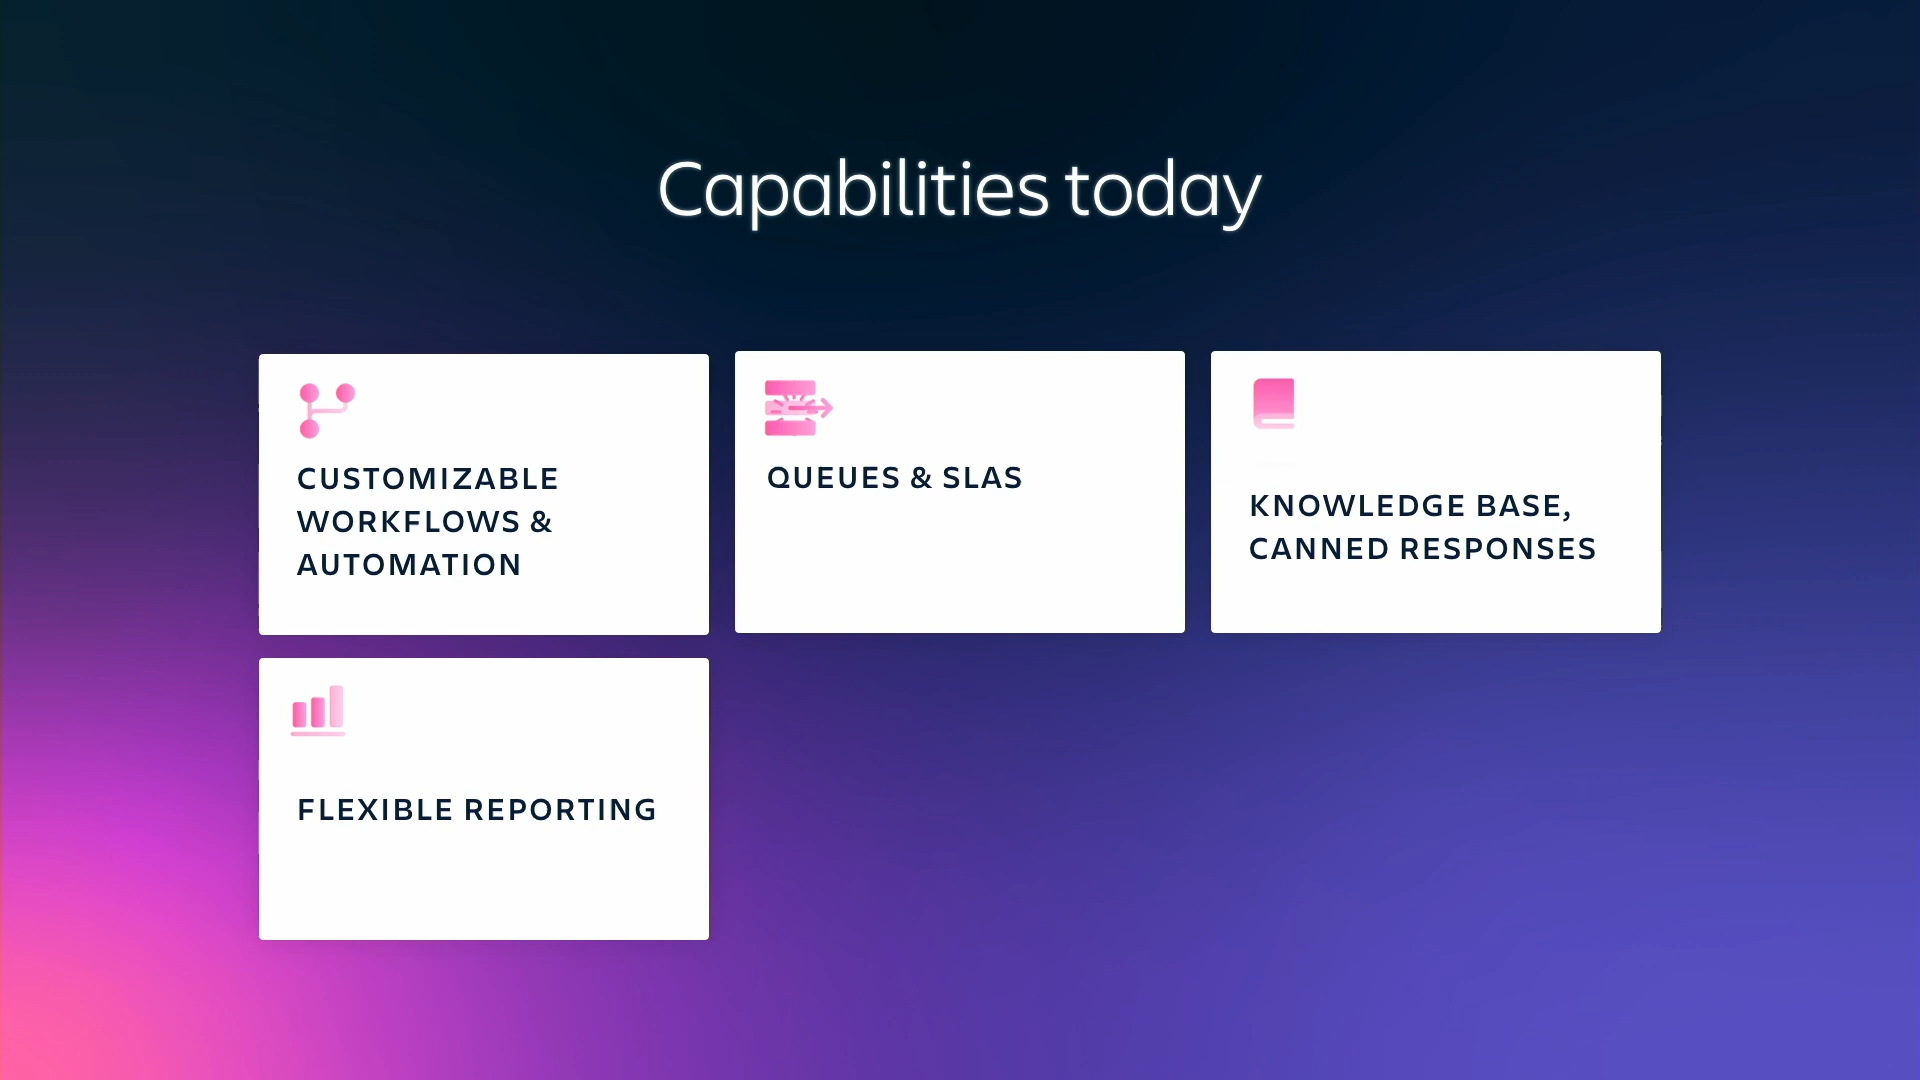 Capabilities today
CUSTOMIZABLE
WORKFLOWS &
AUTOMATION
QUEUES & SLAS
KNOWLEDGE BASE,
CANNED RESPONSES
FLEXIBLE REPORTING